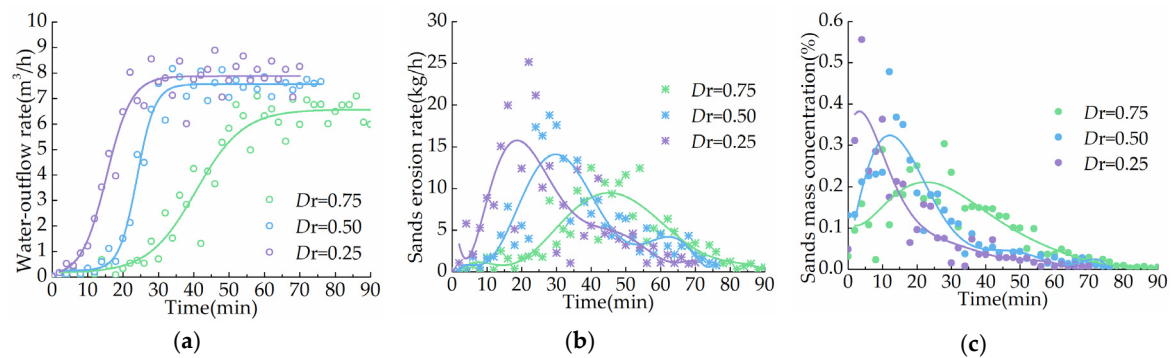 (a)
10
9
8
7
6
5
4
3
2
1
0
Water-outflow rate(m³/h)
Dr=0.75
Dr=0.50
Dr=0.25
0 10 20 30 40 50 60 70 80 90
Time(min)
(a)
(b)
30
25
20
15
10
5
0
Sands erosion rate(kg/h)
Dr=0.75
Dr=0.50
Dr=0.25
0 10 20 30 40 50 60 70 80 90
Time(min)
(b)
(c)
0.6
0.5
0.4
0.3
0.2
0.1
0.0
Sands mass concentration(%)
Dr=0.75
Dr=0.50
Dr=0.25
0 10 20 30 40 50 60 70 80 90
Time(min)
(c)